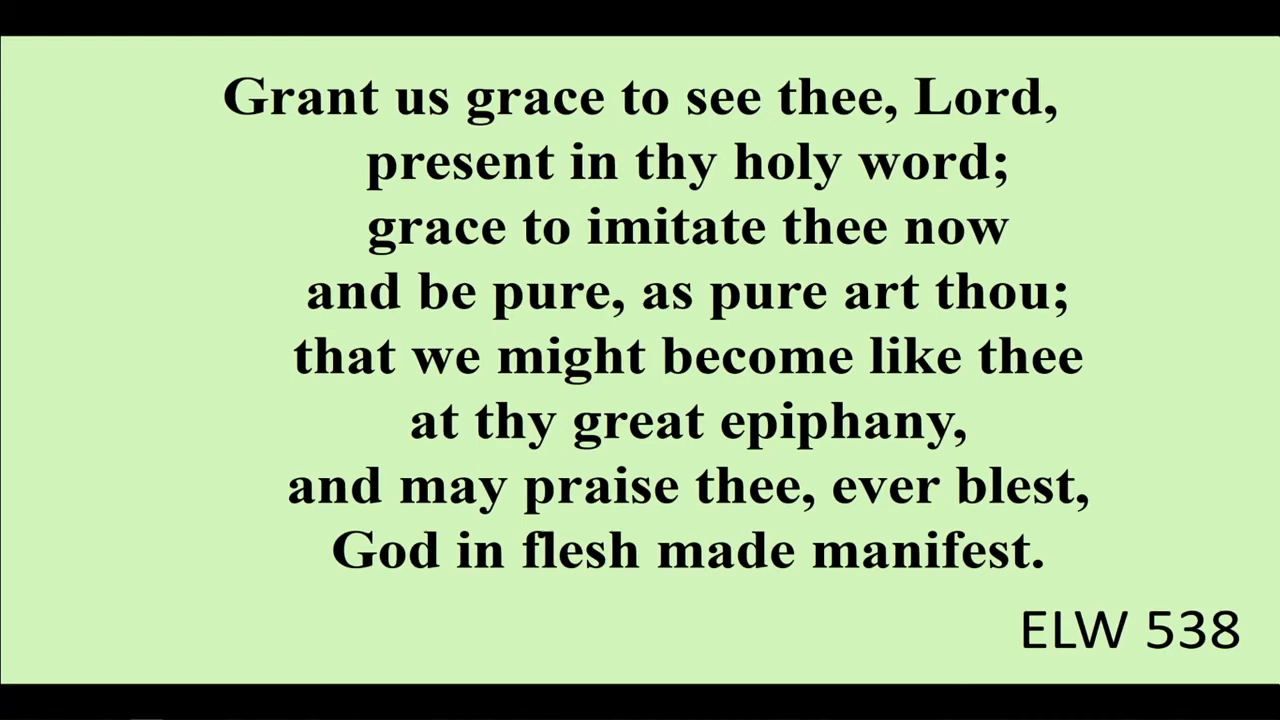 Grant us grace to see thee, Lord,
present in thy holy word;
grace to imitate thee now
and be pure, as pure art thou;
that we might become like thee
at thy great epiphany,
and may praise thee, ever blest,
God in flesh made manifest.
ELW 538